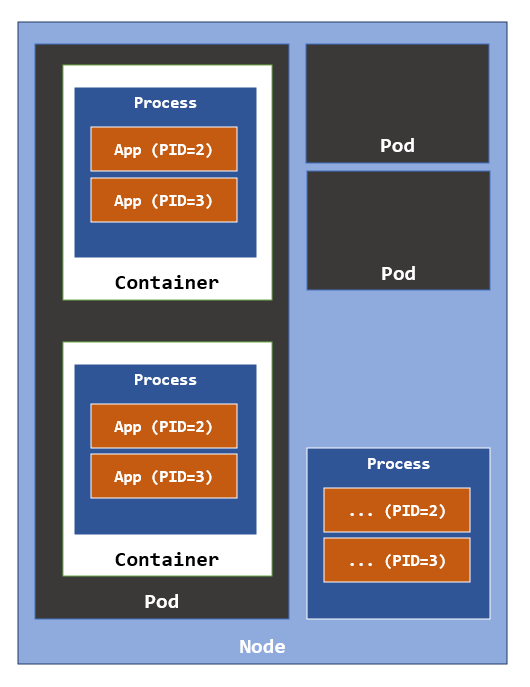 Process
App (PID=2)
App (PID=3)
Container
Process
App (PID=2)
App (PID=3)
Container
Pod
Pod
Pod
Process
... (PID=2)
... (PID=3)
Node